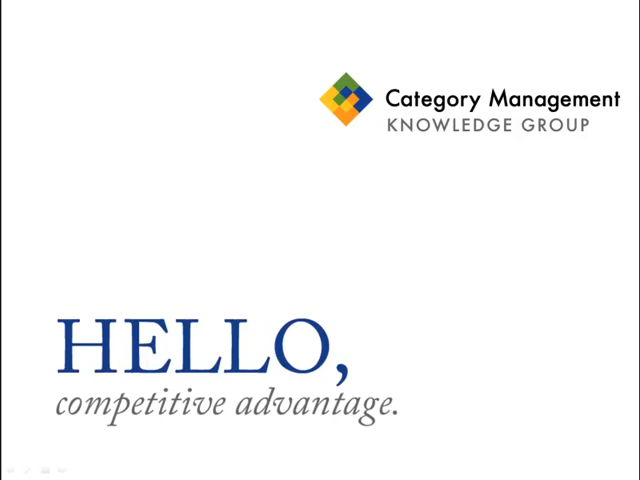 Category Management
KNOWLEDGE GROUP
HELLO,
competitive advantage.